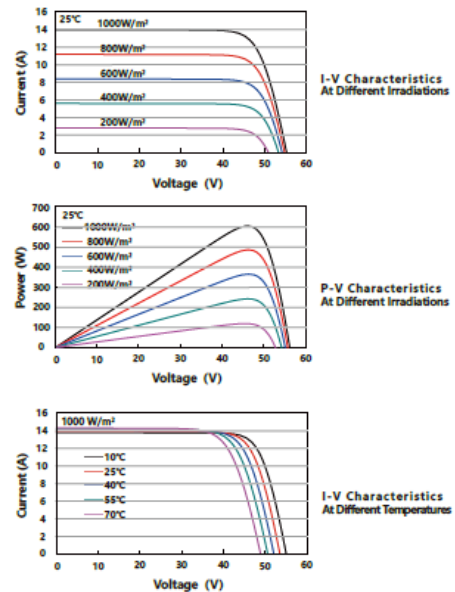 25℃
1000W/m²
800W/m²
600W/m²
400W/m²
200W/m²
Current (A)
14
12
10
8
6
4
2
0
0 10 20 30 40 50 60
Voltage (V)
I-V Characteristics
At Different Irradiations
25℃
1000W/m²
800W/m²
600W/m²
400W/m²
200W/m²
Power (W)
700
600
500
400
300
200
100
0
0 10 20 30 40 50 60
Voltage (V)
P-V Characteristics
At Different Irradiations
1000 W/m²
10℃
25℃
40℃
55℃
70℃
Current (A)
16
14
12
10
8
6
4
2
0
0 10 20 30 40 50 60
Voltage (V)
I-V Characteristics
At Different Temperatures